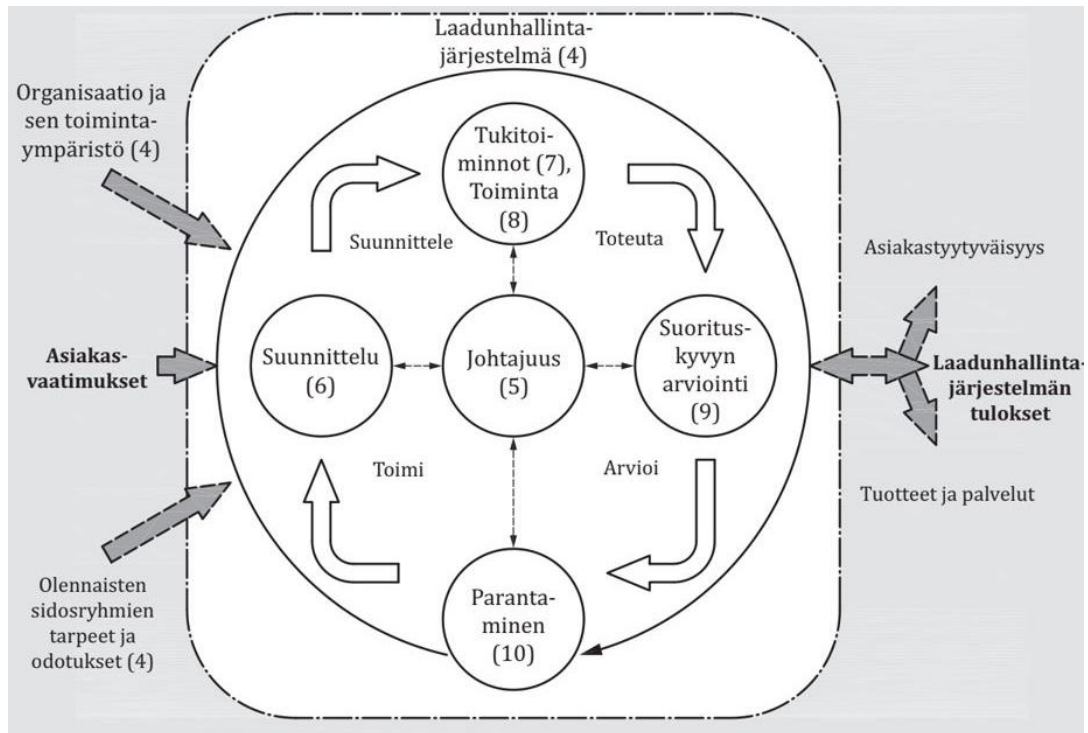 Laadunhallinta-
järjestelmä (4)
Organisaatio ja
sen toiminta-
ympäristö (4)
Tukitoi-
minnot (7),
Toiminta
(8)
Suunnittele
Toteuta
Asiakastyytyväisyys
Asiakas-
vaatimukset
Suunnittelu
(6)
Johtajuus
(5)
Suoritus-
kyvyn
arviointi
(9)
Laadunhallinta-
järjestelmän
tulokset
Toimi
Arvioi
Tuotteet ja palvelut
Olennaisten
sidosryhmien
tarpeet ja
odotukset (4)
Paranta-
minen
(10)